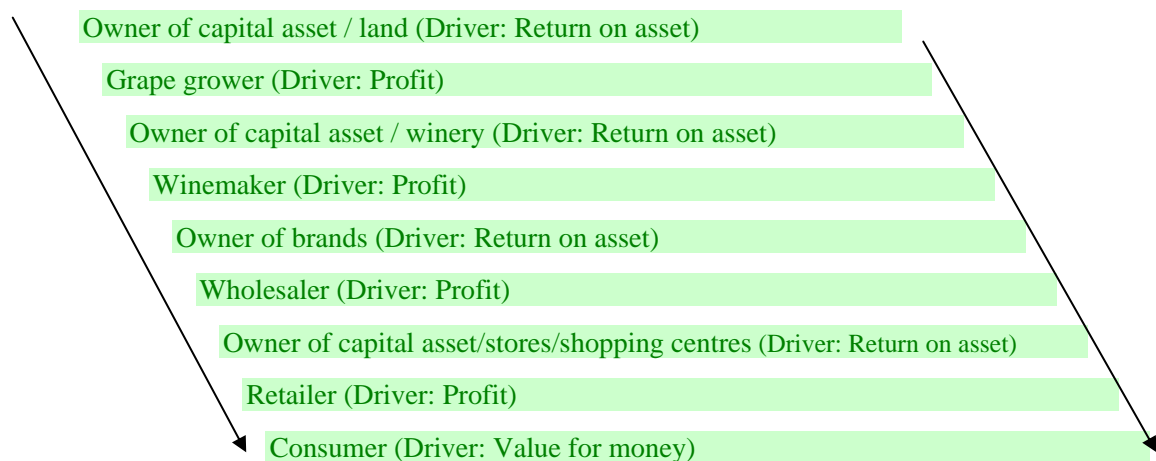 Owner of capital asset / land (Driver: Return on asset)
Grape grower (Driver: Profit)
Owner of capital asset / winery (Driver: Return on asset)
Winemaker (Driver: Profit)
Owner of brands (Driver: Return on asset)
Wholesaler (Driver: Profit)
Owner of capital asset/stores/shopping centres (Driver: Return on asset)
Retailer (Driver: Profit)
Consumer (Driver: Value for money)